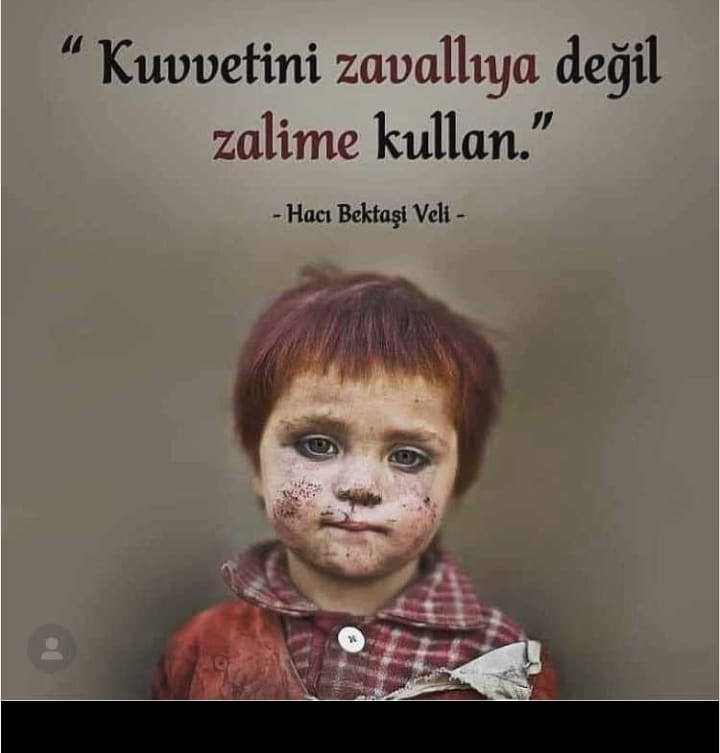 “ Kuvvetini zavallıya değil
zalime kullan.”
- Hacı Bektaşi Veli -